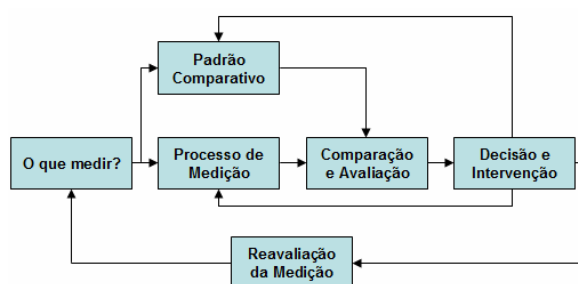 Padrão
Comparativo
O que medir?
Processo de
Medição
Comparação
e Avaliação
Decisão e
Intervenção
Reavaliação
da Medição